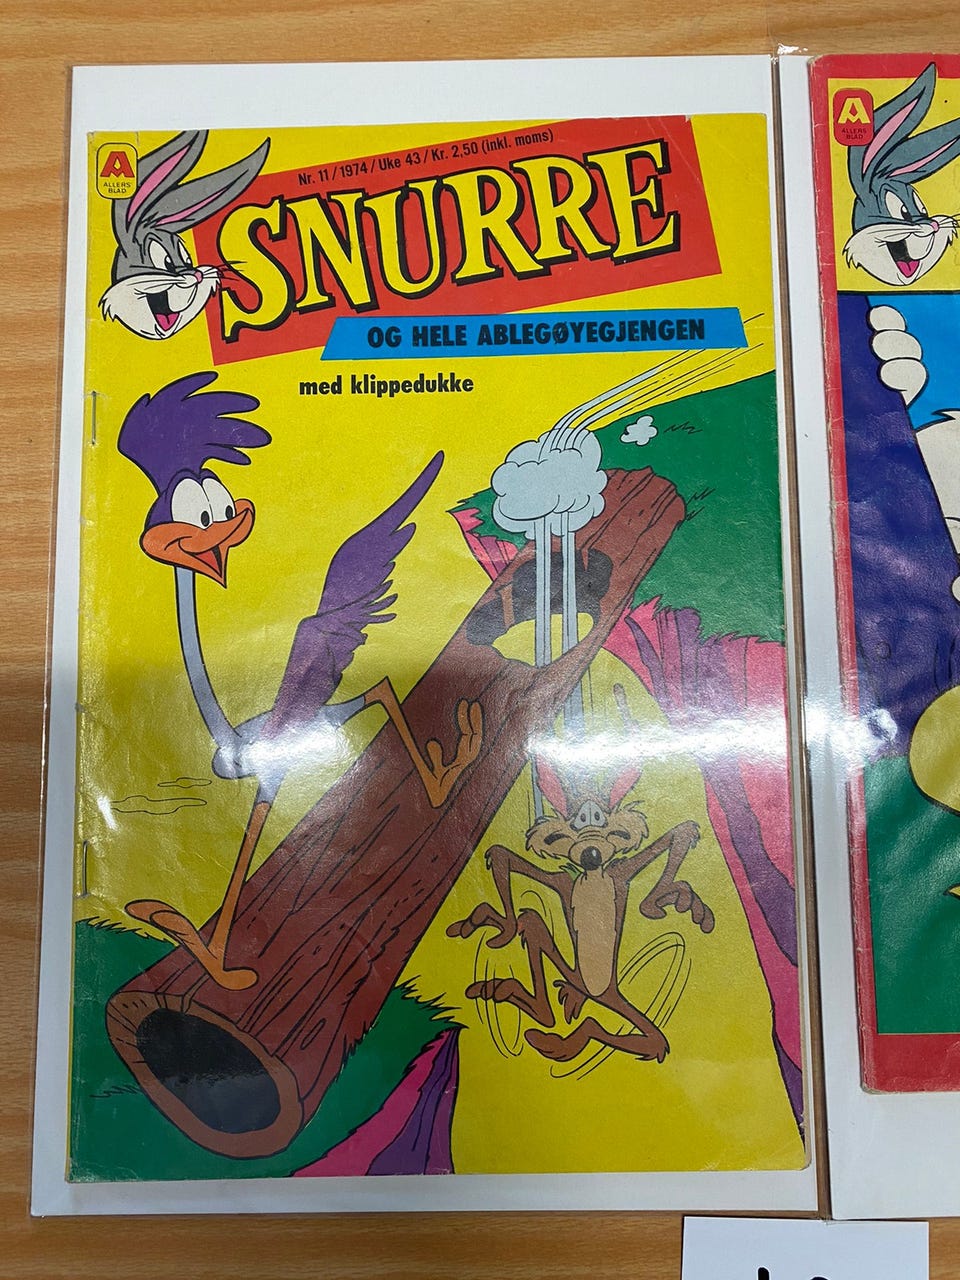 A
ALLERS
BLAD
Nr. 11 / 1974 / Uke 43 / Kr. 2,50 (inkl. moms)
SNURRE
OG HELE ABLEGØYEGJENGEN
med klippedukke
A
ALLERS
BLAD